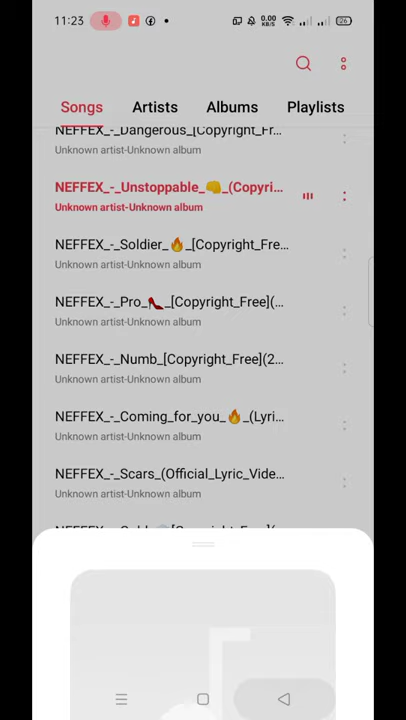 11:23
0.00
KB/S
26
Songs Artists Albums Playlists
NEFFEX_-_Dangerous_[Copyright_Fr...
Unknown artist-Unknown album
NEFFEX_-_Unstoppable_👊_(Copyri...
Unknown artist-Unknown album
NEFFEX_-_Soldier_🔥_[Copyright_Fre...
Unknown artist-Unknown album
NEFFEX_-_Pro_👠_[Copyright_Free](...
Unknown artist-Unknown album
NEFFEX_-_Numb_[Copyright_Free](2...
Unknown artist-Unknown album
NEFFEX_-_Coming_for_you_🔥_(Lyri...
Unknown artist-Unknown album
NEFFEX_-_Scars_(Official_Lyric_Vide...
Unknown artist-Unknown album